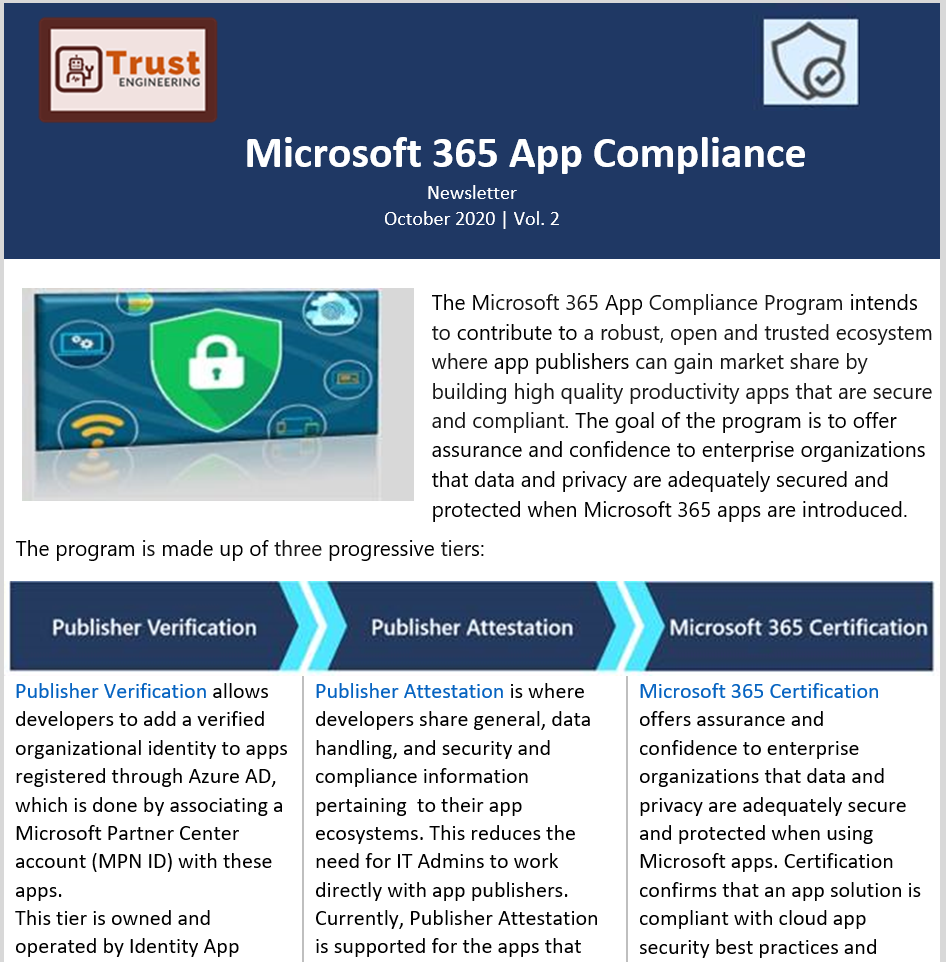 Trust
ENGINEERING
Microsoft 365 App Compliance
Newsletter
October 2020 | Vol. 2
The Microsoft 365 App Compliance Program intends
to contribute to a robust, open and trusted ecosystem
where app publishers can gain market share by
building high quality productivity apps that are secure
and compliant. The goal of the program is to offer
assurance and confidence to enterprise organizations
that data and privacy are adequately secured and
protected when Microsoft 365 apps are introduced.
The program is made up of three progressive tiers:
Publisher Verification
Publisher Attestation
Microsoft 365 Certification
Publisher Verification allows
developers to add a verified
organizational identity to apps
registered through Azure AD,
which is done by associating a
Microsoft Partner Center
account (MPN ID) with these
apps.
This tier is owned and
operated by Identity App
Publisher Attestation is where
developers share general, data
handling, and security and
compliance information
pertaining  to their app
ecosystems. This reduces the
need for IT Admins to work
directly with app publishers.
Currently, Publisher Attestation
is supported for the apps that
Microsoft 365 Certification
offers assurance and
confidence to enterprise
organizations that data and
privacy are adequately secure
and protected when using
Microsoft apps. Certification
confirms that an app solution is
compliant with cloud app
security best practices and